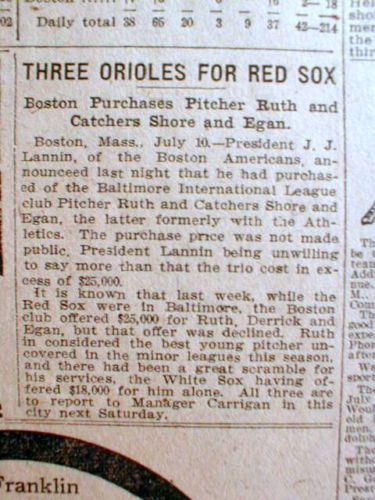 2—18
02 Daily total 38 65 20 3 9 37 42—214
THREE ORIOLES FOR RED SOX
Boston Purchases Pitcher Ruth and
Catchers Shore and Egan.
Boston, Mass., July 10.—President J. J.
Lannin, of the Boston Americans, an-
nounceed last night that he had purchas-
ed of the Baltimore International League
club Pitcher Ruth and Catchers Shore and
Egan, the latter formerly with the Ath-
letics. The purchase price was not made
public, President Lannin being unwilling
to say more than that the trio cost in ex-
cess of $25,000.
It is known that last week, while the
Red Sox were in Baltimore, the Boston
club offered $25,000 for Ruth, Derrick and
Egan, but that offer was declined. Ruth
in considered the best young pitcher un-
covered in the minor leagues this season,
and there had been a great scramble for
his services, the White Sox having of-
fered $18,000 for him alone. All three are
to report to Manager Carrigan in this
city next Saturday.
Franklin